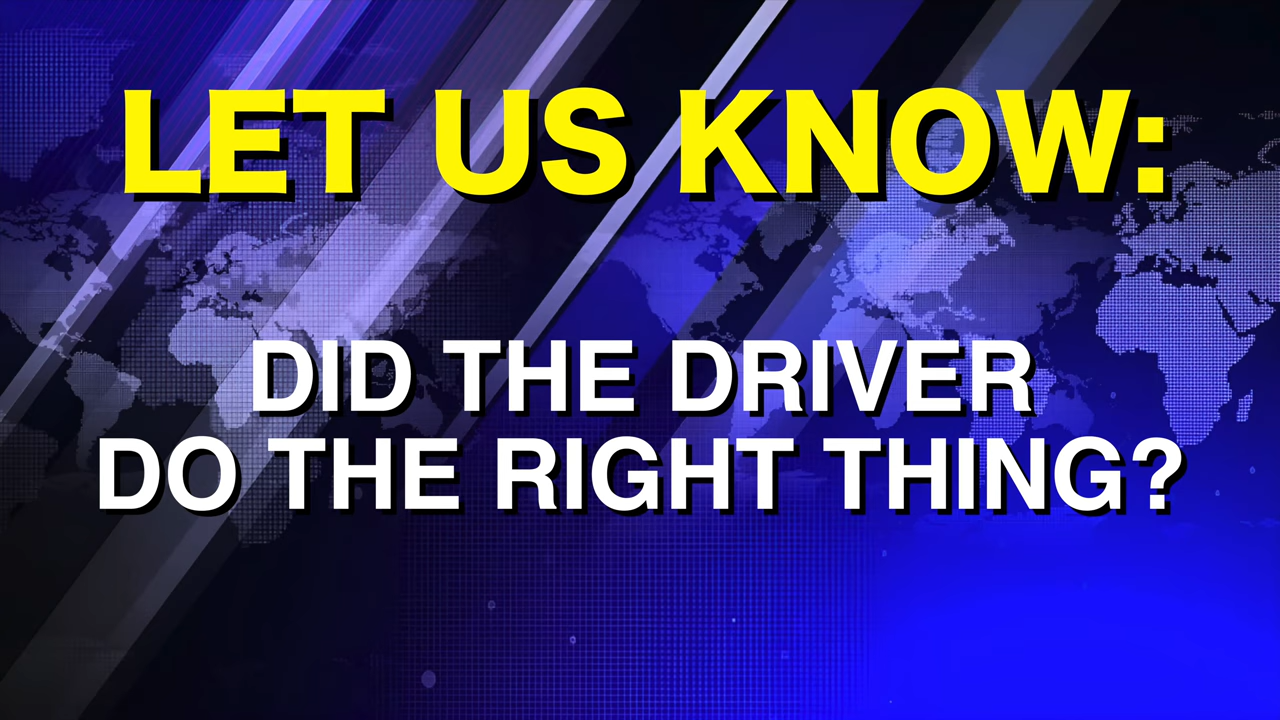 LET US KNOW:
DID THE DRIVER
DO THE RIGHT THING?